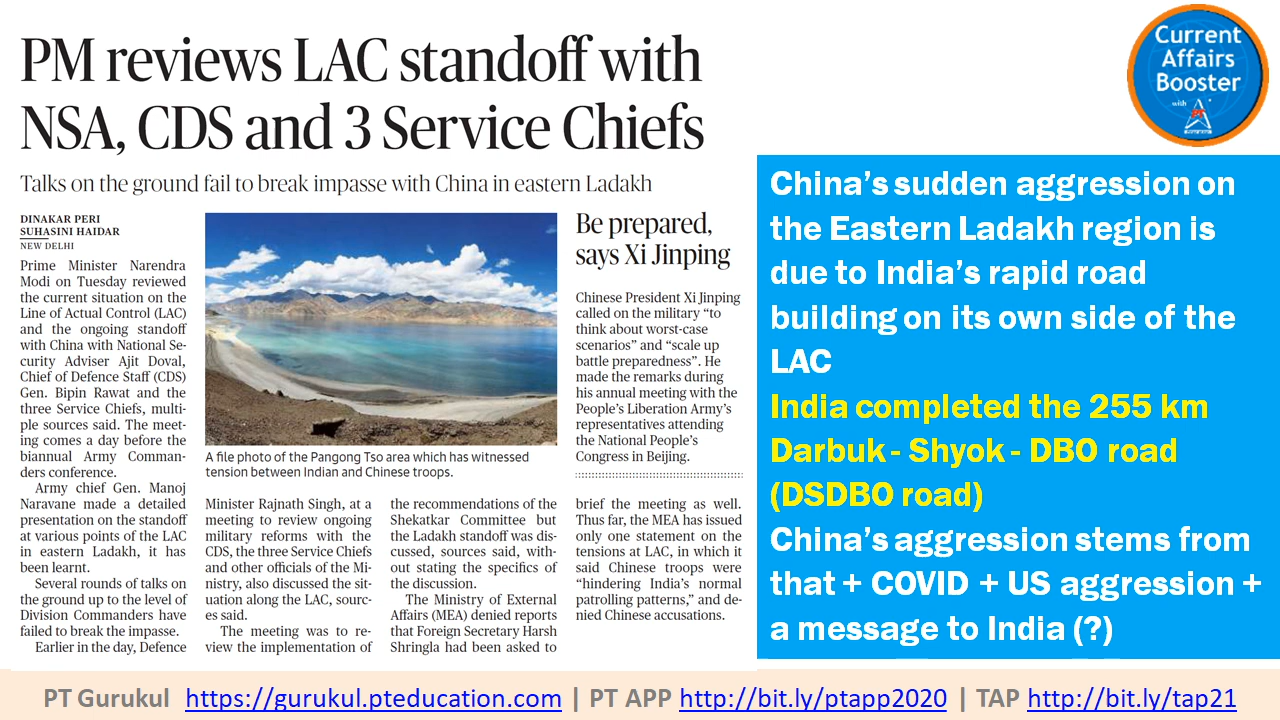 PM reviews LAC standoff with
NSA, CDS and 3 Service Chiefs
Talks on the ground fail to break impasse with China in eastern Ladakh
DINAKAR PERI
SUHASINI HAIDAR
NEW DELHI
Prime Minister Narendra
Modi on Tuesday reviewed
the current situation on the
Line of Actual Control (LAC)
and the ongoing standoff
with China with National Se-
curity Adviser Ajit Doval,
Chief of Defence Staff (CDS)
Gen. Bipin Rawat and the
three Service Chiefs, multi-
ple sources said. The meet-
ing comes a day before the
biannual Army Comman-
ders conference.
Army chief Gen. Manoj
Naravane made a detailed
presentation on the standoff
at various points of the LAC
in eastern Ladakh, it has
been learnt.
Several rounds of talks on
the ground up to the level of
Division Commanders have
failed to break the impasse.
Earlier in the day, Defence
A file photo of the Pangong Tso area which has witnessed
tension between Indian and Chinese troops.
Minister Rajnath Singh, at a
meeting to review ongoing
military reforms with the
CDS, the three Service Chiefs
and other officials of the Mi-
nistry, also discussed the sit-
uation along the LAC, sourc-
es said.
The meeting was to re-
view the implementation of
the recommendations of the
Shekatkar Committee but
the Ladakh standoff was dis-
cussed, sources said, with-
out stating the specifics of
the discussion.
The Ministry of External
Affairs (MEA) denied reports
that Foreign Secretary Harsh
Shringla had been asked to
Be prepared,
says Xi Jinping
Chinese President Xi Jinping
called on the military “to
think about worst-case
scenarios” and “scale up
battle preparedness”. He
made the remarks during
his annual meeting with the
People’s Liberation Army’s
representatives attending
the National People’s
Congress in Beijing.
brief the meeting as well.
Thus far, the MEA has issued
only one statement on the
tensions at LAC, in which it
said Chinese troops were
“hindering India’s normal
patrolling patterns,” and de-
nied Chinese accusations.
Current
Affairs
Booster
with
China’s sudden aggression on
the Eastern Ladakh region is
due to India’s rapid road
building on its own side of the
LAC
India completed the 255 km
Darbuk - Shyok - DBO road
(DSDBO road)
China’s aggression stems from
that + COVID + US aggression +
a message to India (?)
PT Gurukul https://gurukul.pteducation.com | PT APP http://bit.ly/ptapp2020 | TAP http://bit.ly/tap21